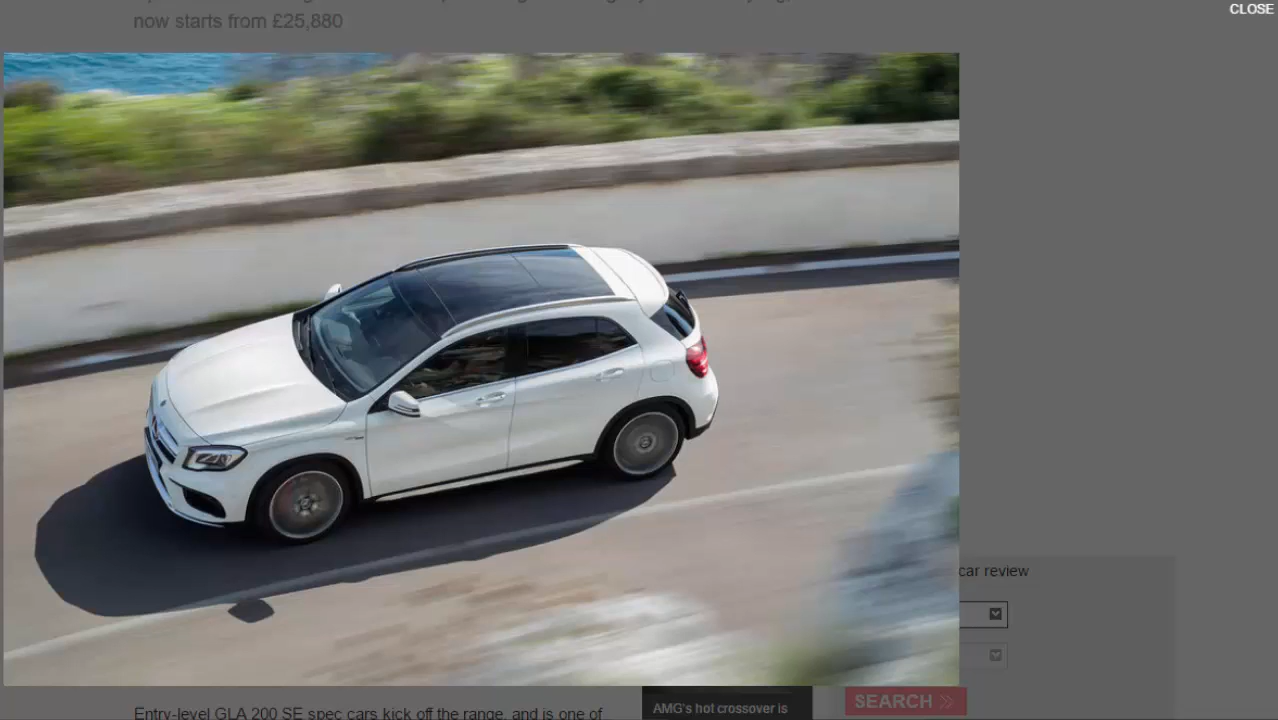 now starts from £25,880
CLOSE
car review
SEARCH
Entry-level GLA 200 SE spec cars kick off the range, and is one of
AMG's hot crossover is